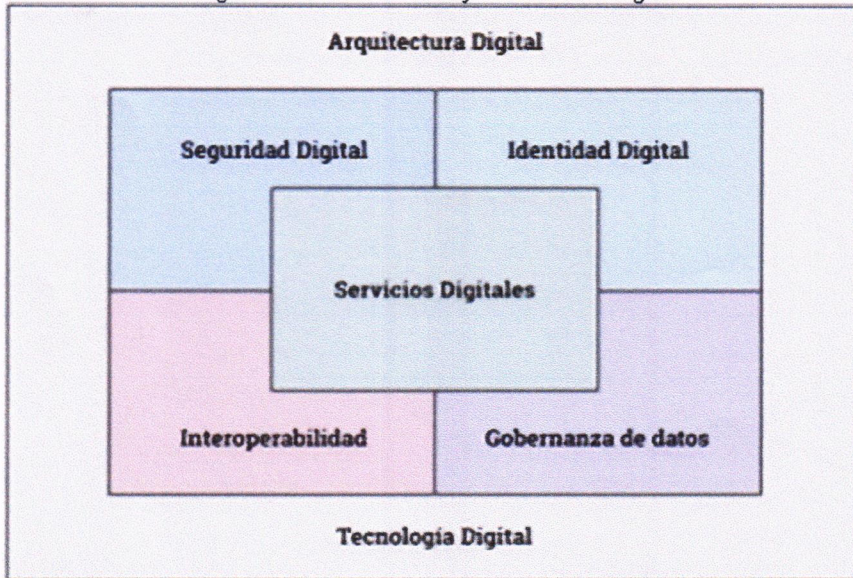 Arquitectura Digital
Seguridad Digital
Identidad Digital
Servicios Digitales
Interoperabilidad
Gobernanza de datos
Tecnología Digital